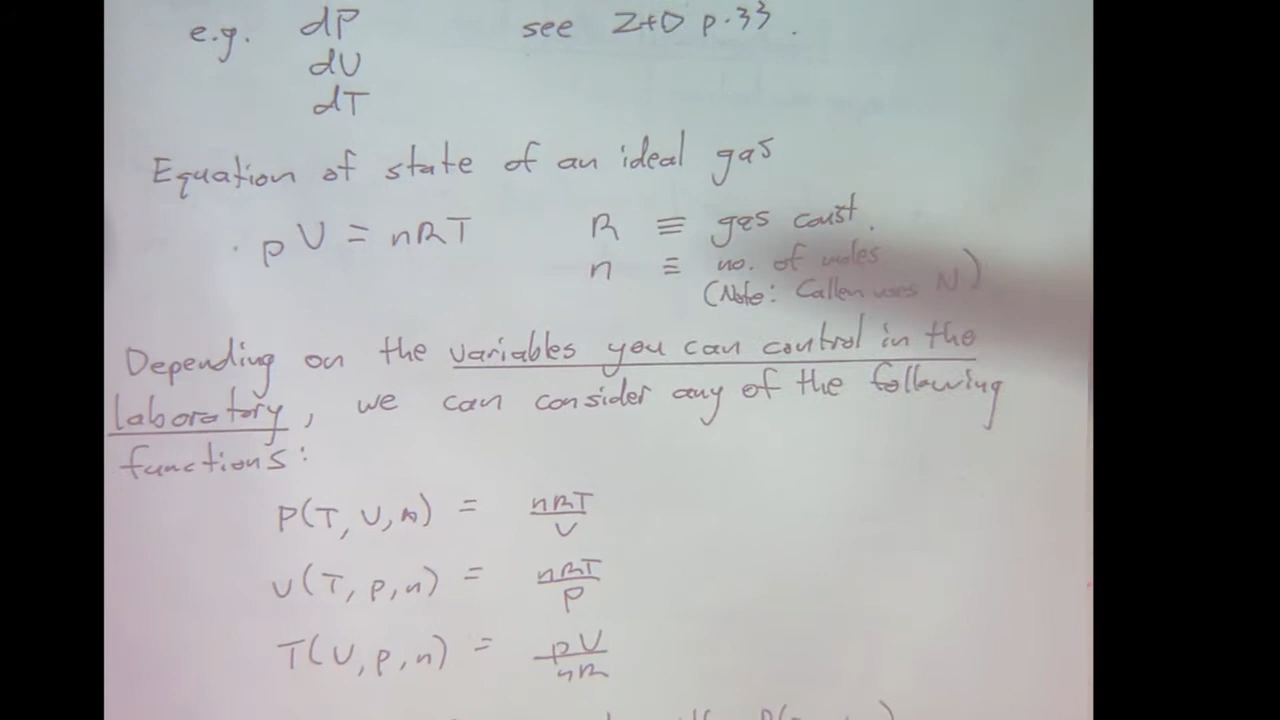 e.g. dP see Z+O p.33.
dV
dT
Equation of state of an ideal gas
pV = nRT R ≡ gas const.
n ≡ no. of moles
(Note: Callen uses N)
Depending on the variables you can control in the
laboratory, we can consider any of the following
functions:
P(T, V, n) = nRT/V
V(T, p, n) = nRT/P
T(V, p, n) = pV/nR